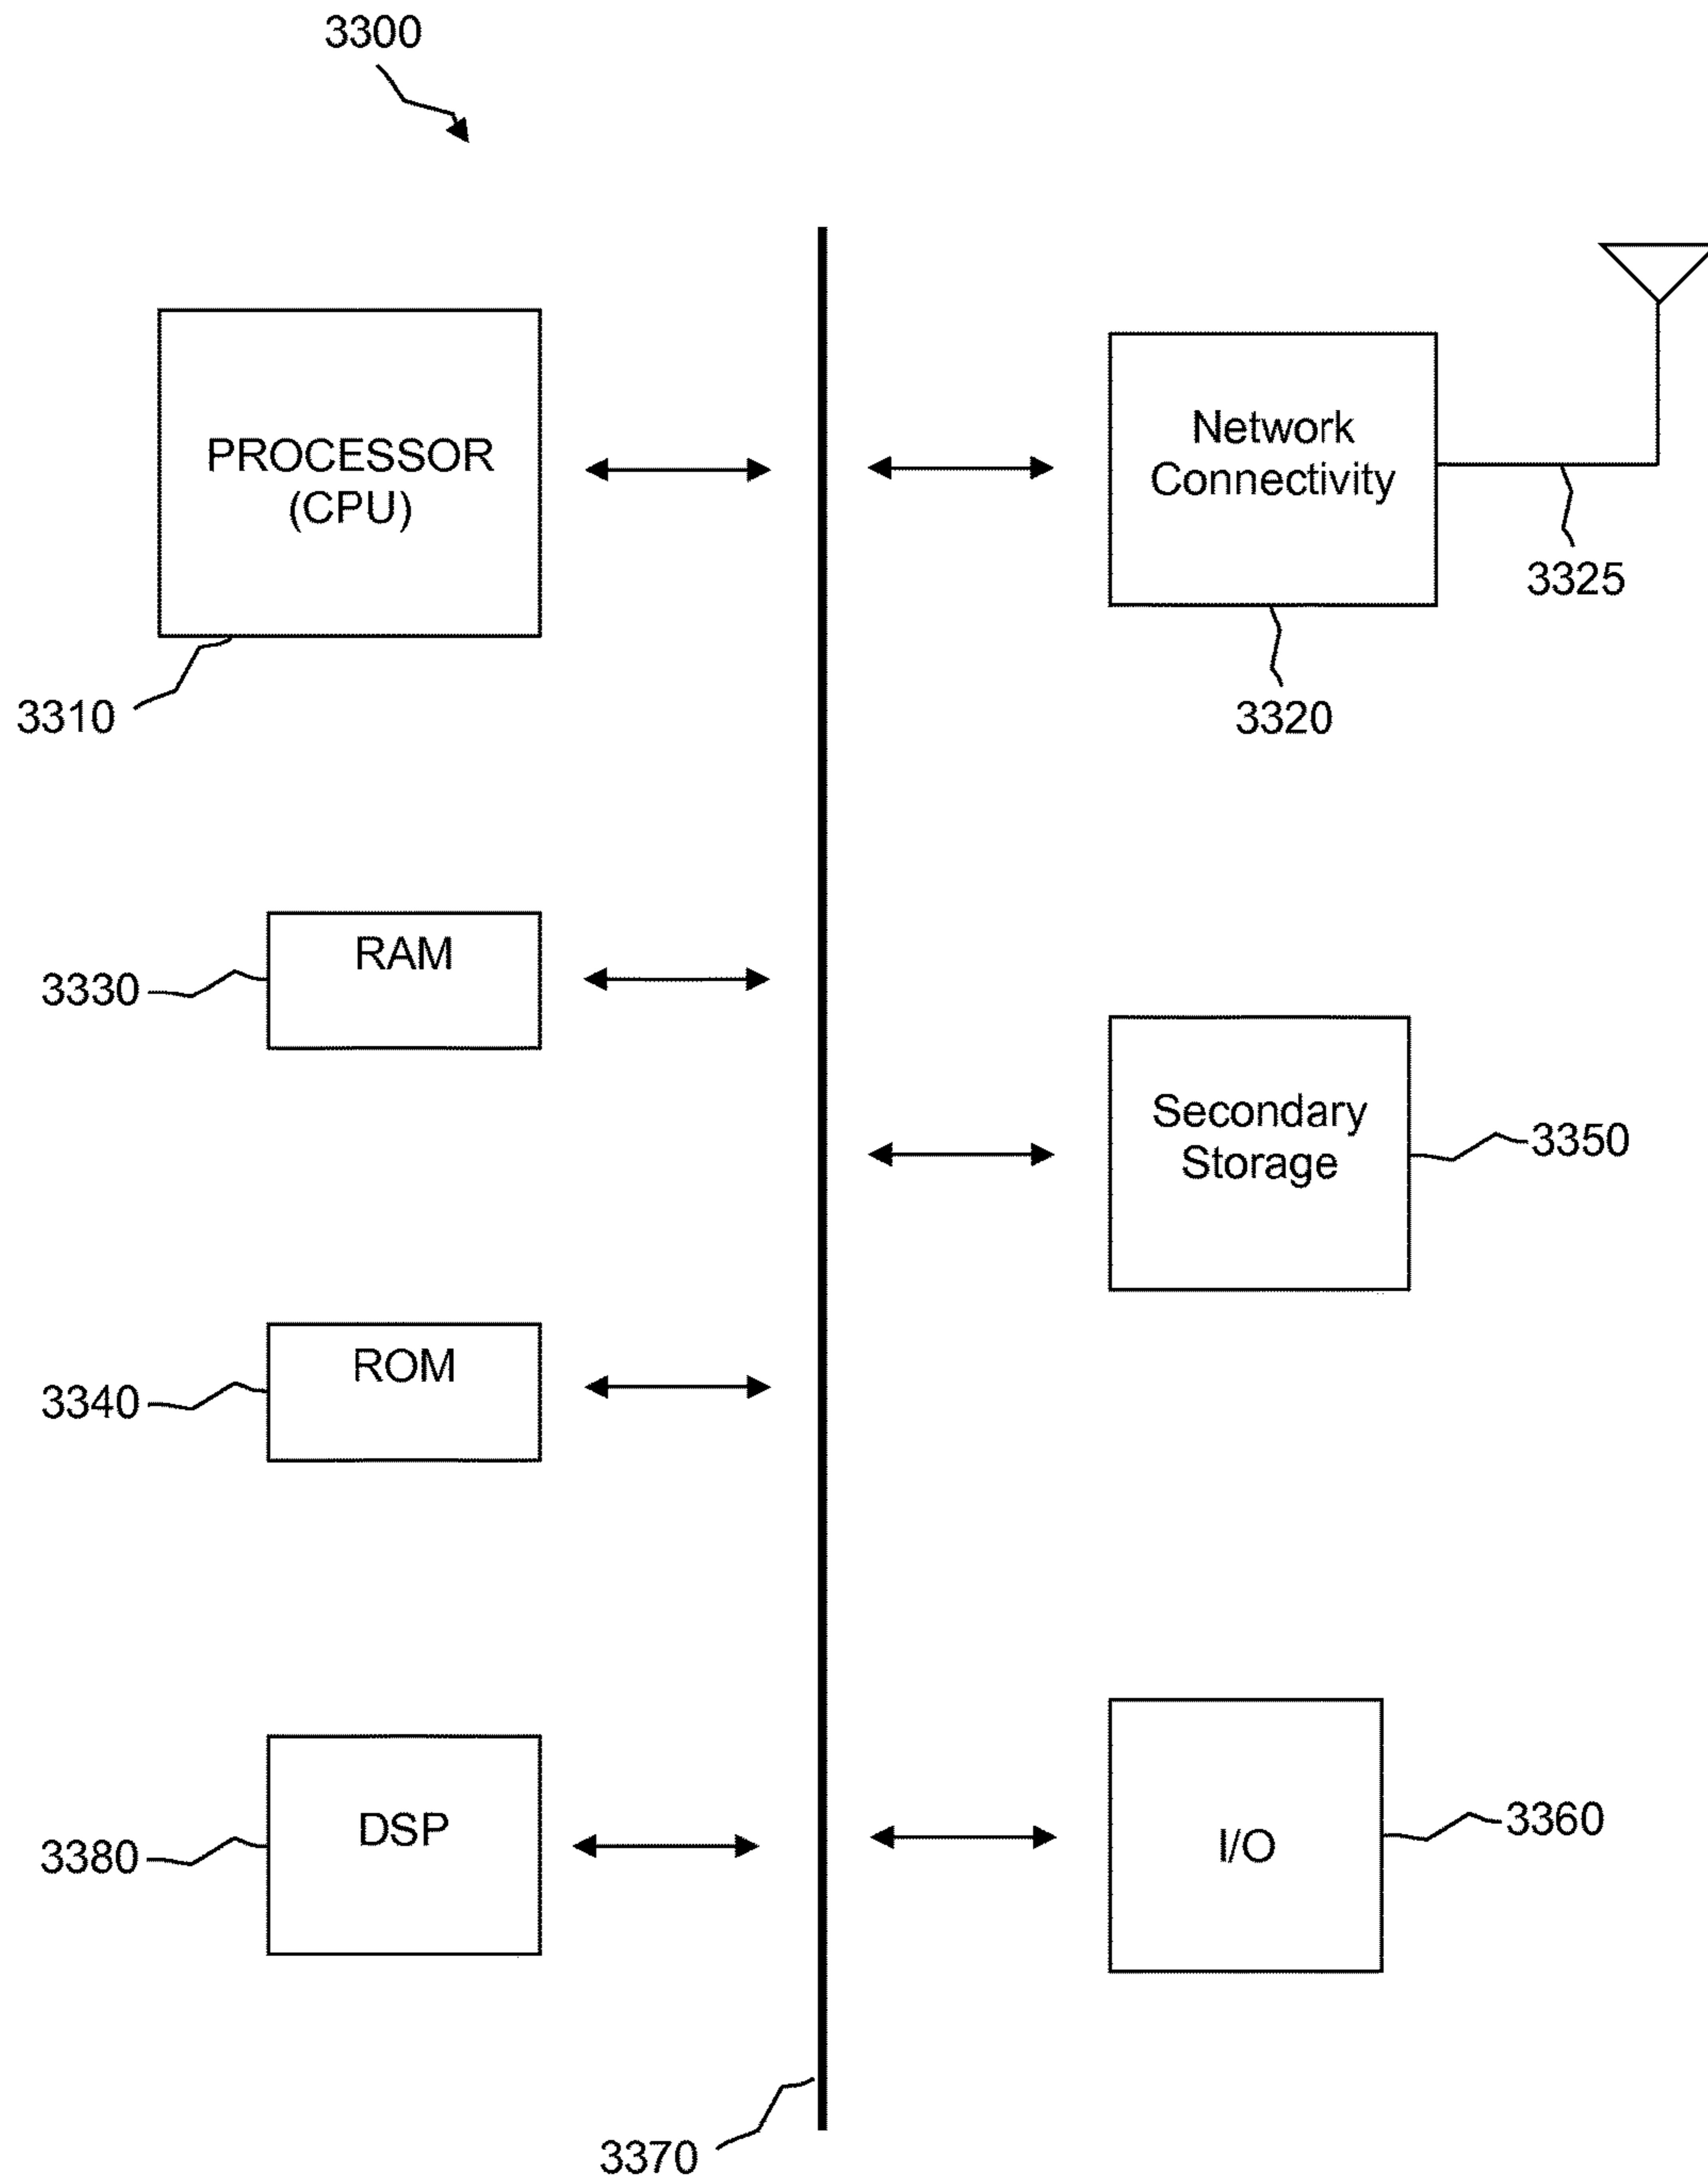 3300
PROCESSOR
(CPU)
3310
Network
Connectivity
3325
3320
RAM
3330
Secondary
Storage
3350
ROM
3340
DSP
3380
I/O
3360
3370